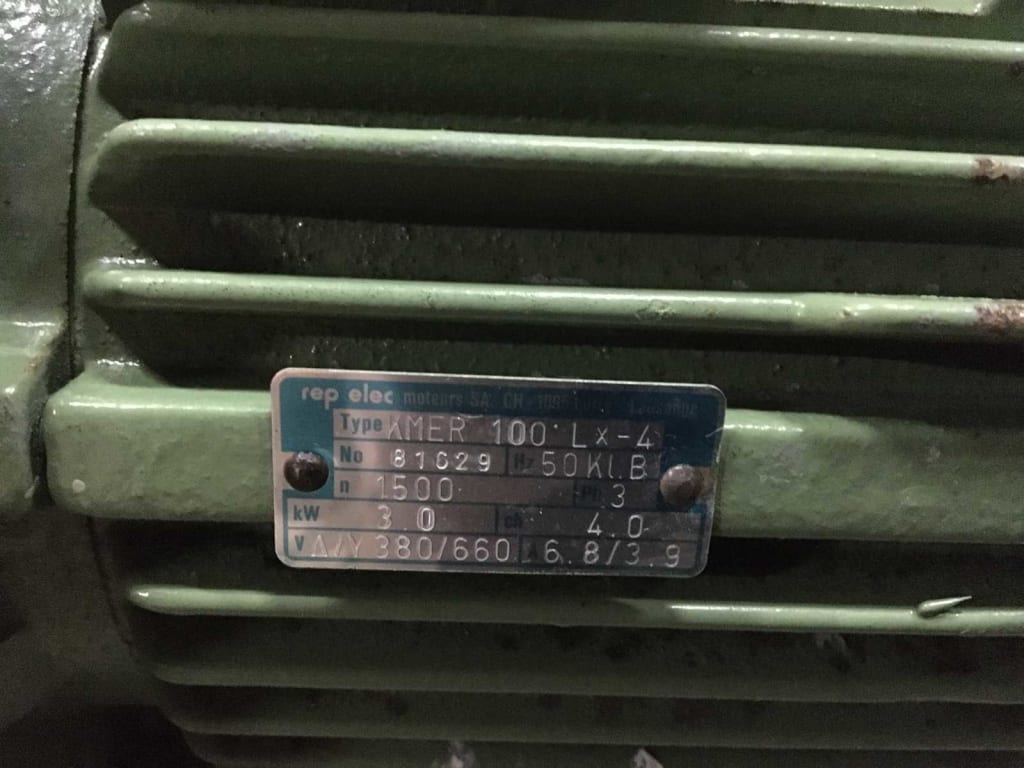 rep elec moteurs SA CH-
Type KMER 100 Lx-4
No 81629 Hz 50 Kl.B
n 1500 Ph 3
kW 3.0 ch 4.0
V Δ/Y 380/660 A 6.8/3.9